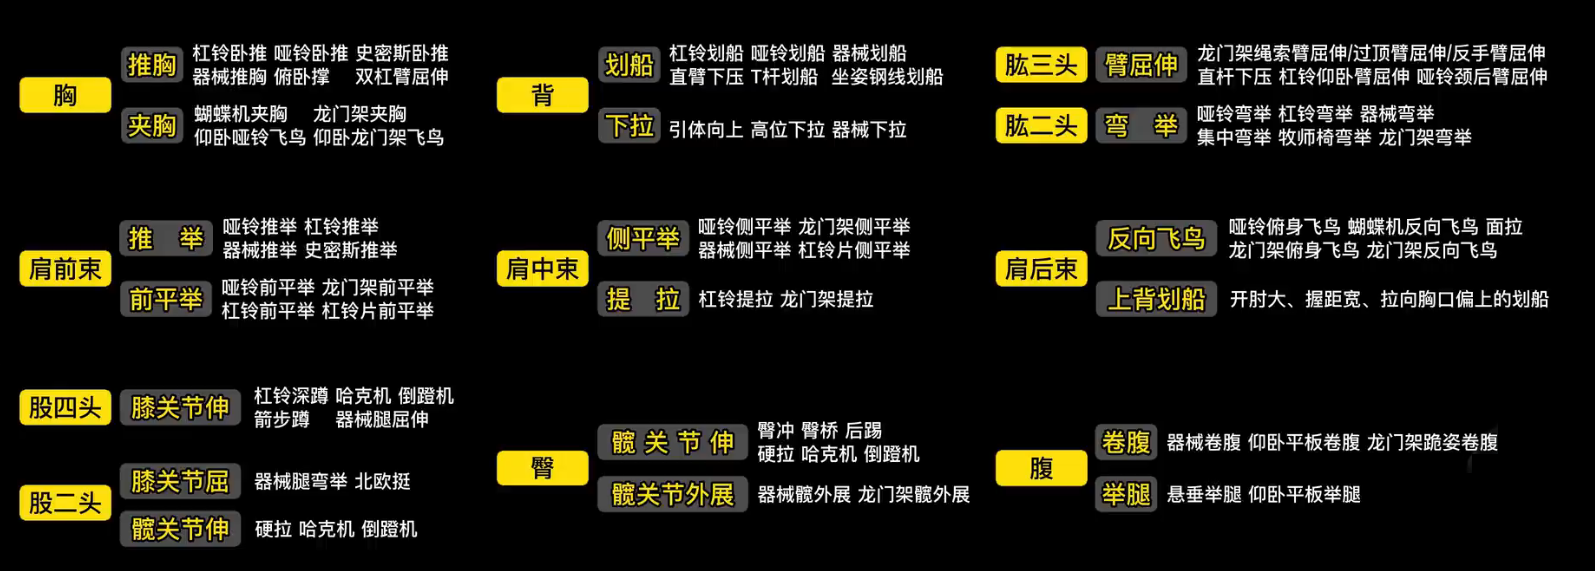 胸
推胸
杠铃卧推 哑铃卧推 史密斯卧推
器械推胸 俯卧撑 双杠臂屈伸
夹胸
蝴蝶机夹胸 龙门架夹胸
仰卧哑铃飞鸟 仰卧龙门架飞鸟
背
划船
杠铃划船 哑铃划船 器械划船
直臂下压 T杆划船 坐姿钢线划船
下拉
引体向上 高位下拉 器械下拉
肱三头
臂屈伸
龙门架绳索臂屈伸/过顶臂屈伸/反手臂屈伸
直杆下压 杠铃仰卧臂屈伸 哑铃颈后臂屈伸
肱二头
弯 举
哑铃弯举 杠铃弯举 器械弯举
集中弯举 牧师椅弯举 龙门架弯举
肩前束
推 举
哑铃推举 杠铃推举
器械推举 史密斯推举
前平举
哑铃前平举 龙门架前平举
杠铃前平举 杠铃片前平举
肩中束
侧平举
哑铃侧平举 龙门架侧平举
器械侧平举 杠铃片侧平举
提 拉
杠铃提拉 龙门架提拉
肩后束
反向飞鸟
哑铃俯身飞鸟 蝴蝶机反向飞鸟 面拉
龙门架俯身飞鸟 龙门架反向飞鸟
上背划船
开肘大、握距宽、拉向胸口偏上的划船
股四头
膝关节伸
杠铃深蹲 哈克机 倒蹬机
箭步蹲 器械腿屈伸
股二头
膝关节屈
器械腿弯举 北欧挺
髋关节伸
硬拉 哈克机 倒蹬机
臀
髋 关 节 伸
臀冲 臀桥 后踢
硬拉 哈克机 倒蹬机
髋关节外展
器械髋外展 龙门架髋外展
腹
卷腹
器械卷腹 仰卧平板卷腹 龙门架跪姿卷腹
举腿
悬垂举腿 仰卧平板举腿